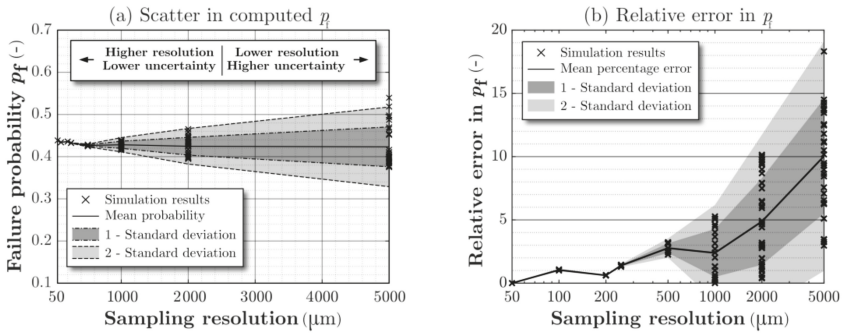 (a) Scatter in computed pf
Failure probability pf (-)
0.7
0.6
0.5
0.4
0.3
0.2
0.1
Higher resolution
Lower uncertainty
Lower resolution
Higher uncertainty
× Simulation results
Mean probability
1 - Standard deviation
2 - Standard deviation
50 1000 2000 3000 4000 5000
Sampling resolution (μm)
(b) Relative error in pf
Relative error in pf (-)
20
15
10
5
0
× Simulation results
Mean percentage error
1 - Standard deviation
2 - Standard deviation
50 100 200 500 1000 2000 5000
Sampling resolution (μm)